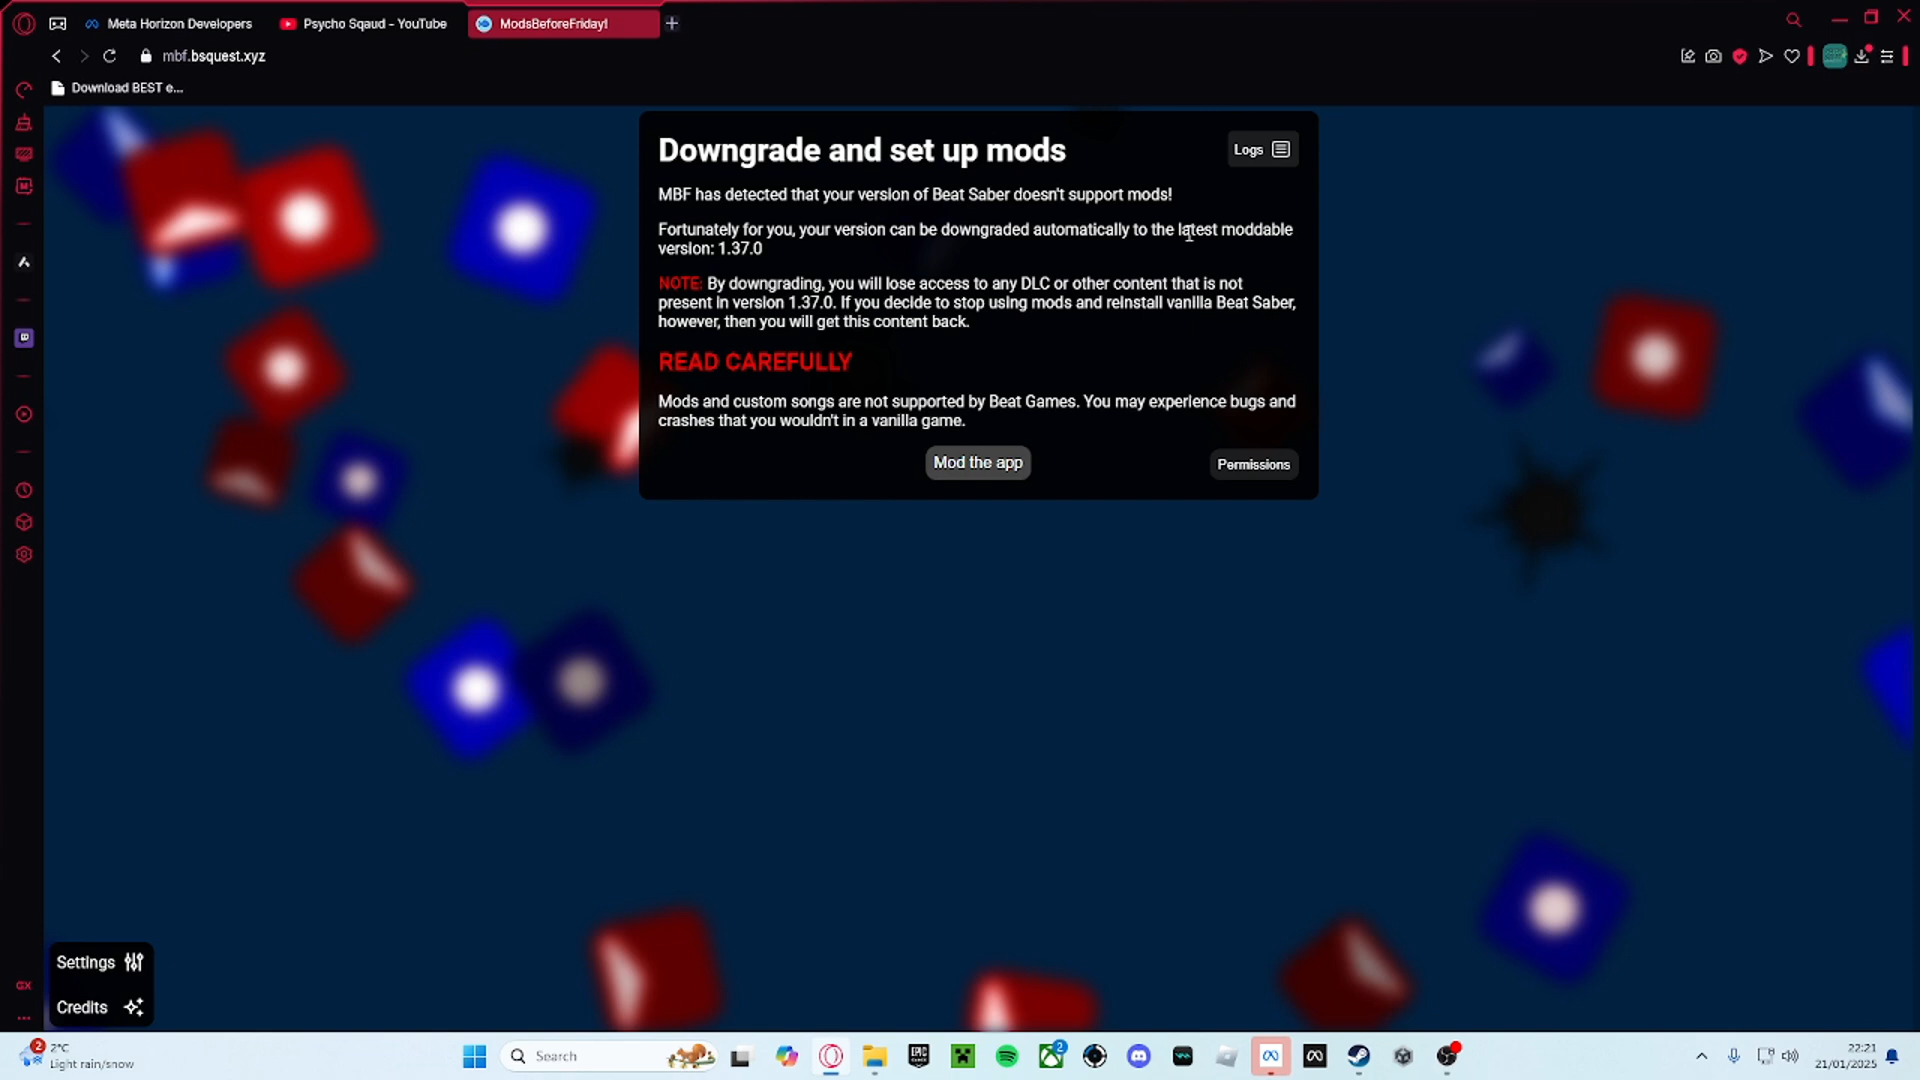 Meta Horizon Developers
Psycho Sqaud - YouTube
ModsBeforeFriday!
mbf.bsquest.xyz
Download BEST e...
Downgrade and set up mods
Logs
MBF has detected that your version of Beat Saber doesn't support mods!
Fortunately for you, your version can be downgraded automatically to the latest moddable
version: 1.37.0
NOTE: By downgrading, you will lose access to any DLC or other content that is not
present in version 1.37.0. If you decide to stop using mods and reinstall vanilla Beat Saber,
however, then you will get this content back.
READ CAREFULLY
Mods and custom songs are not supported by Beat Games. You may experience bugs and
crashes that you wouldn't in a vanilla game.
Mod the app
Permissions
Settings
Credits
GX
2
2°C
Light rain/snow
Search
EPIC
GAMES
2
22:21
21/01/2025